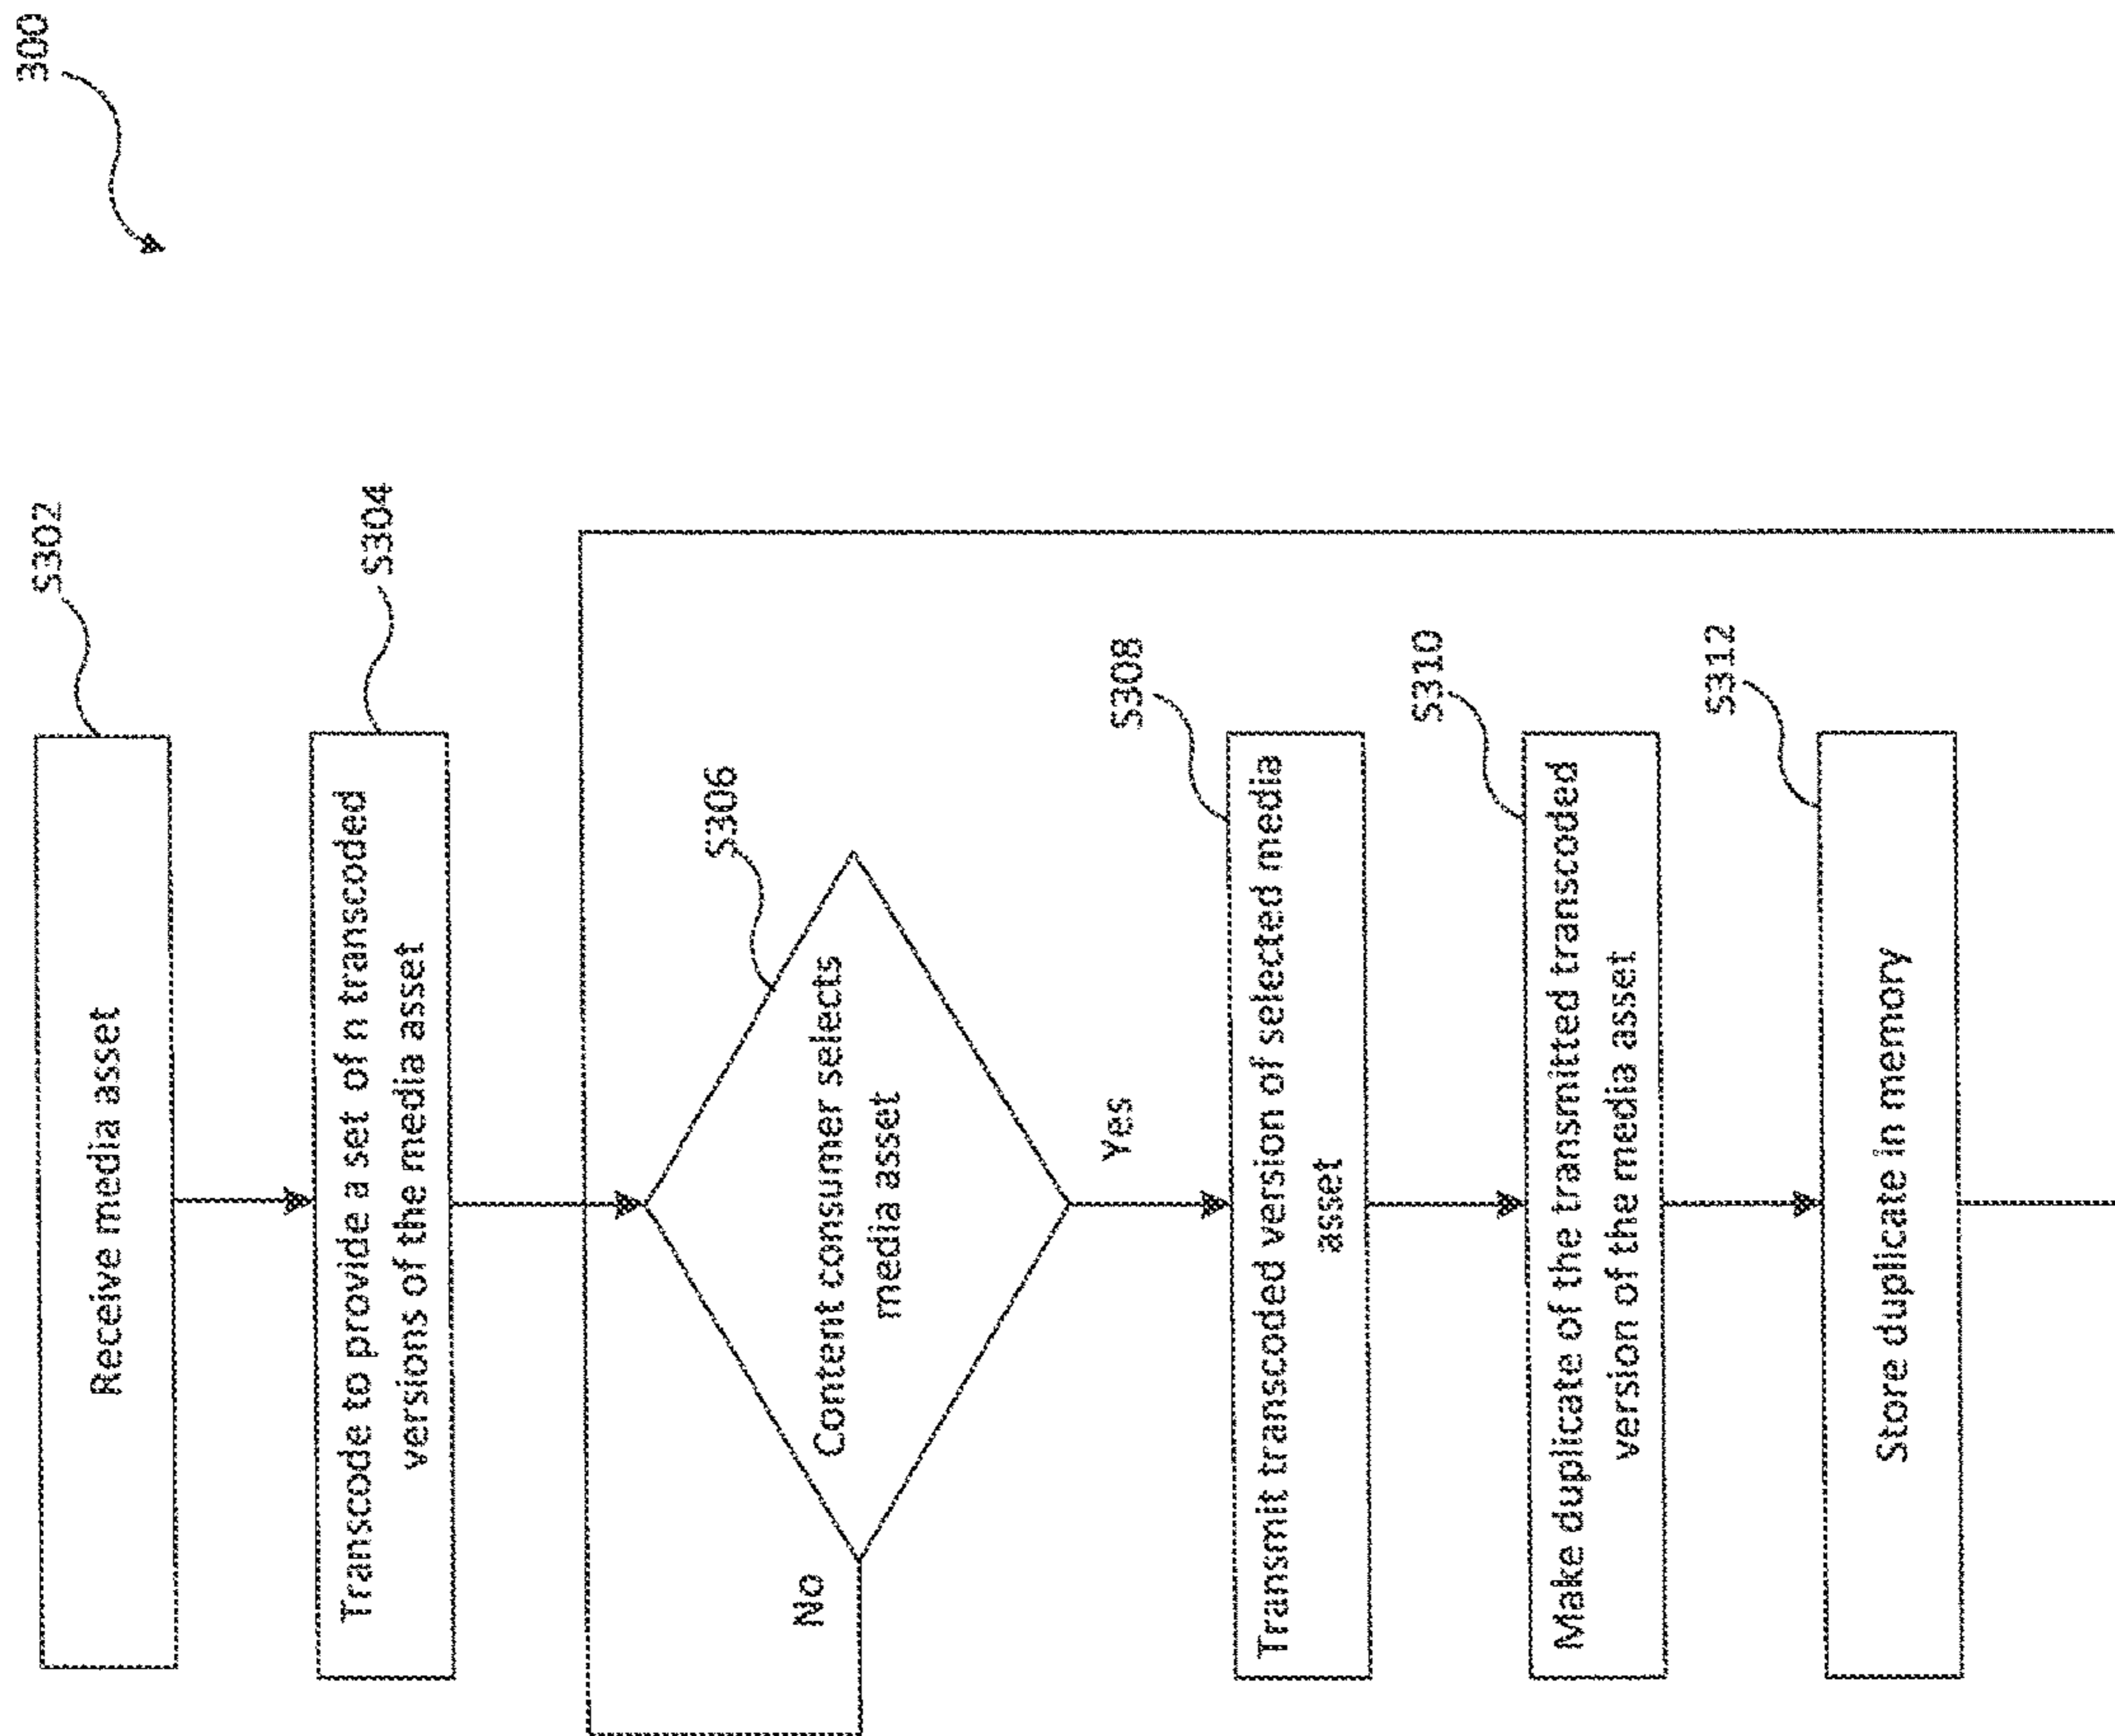 300
S302
Receive media asset
S304
Transcode to provide a set of n transcoded
versions of the media asset
S306
Content consumer selects
media asset
No
Yes
S308
Transmit transcoded version of selected media
asset
S310
Make duplicate of the transmitted transcoded
version of the media asset
S312
Store duplicate in memory